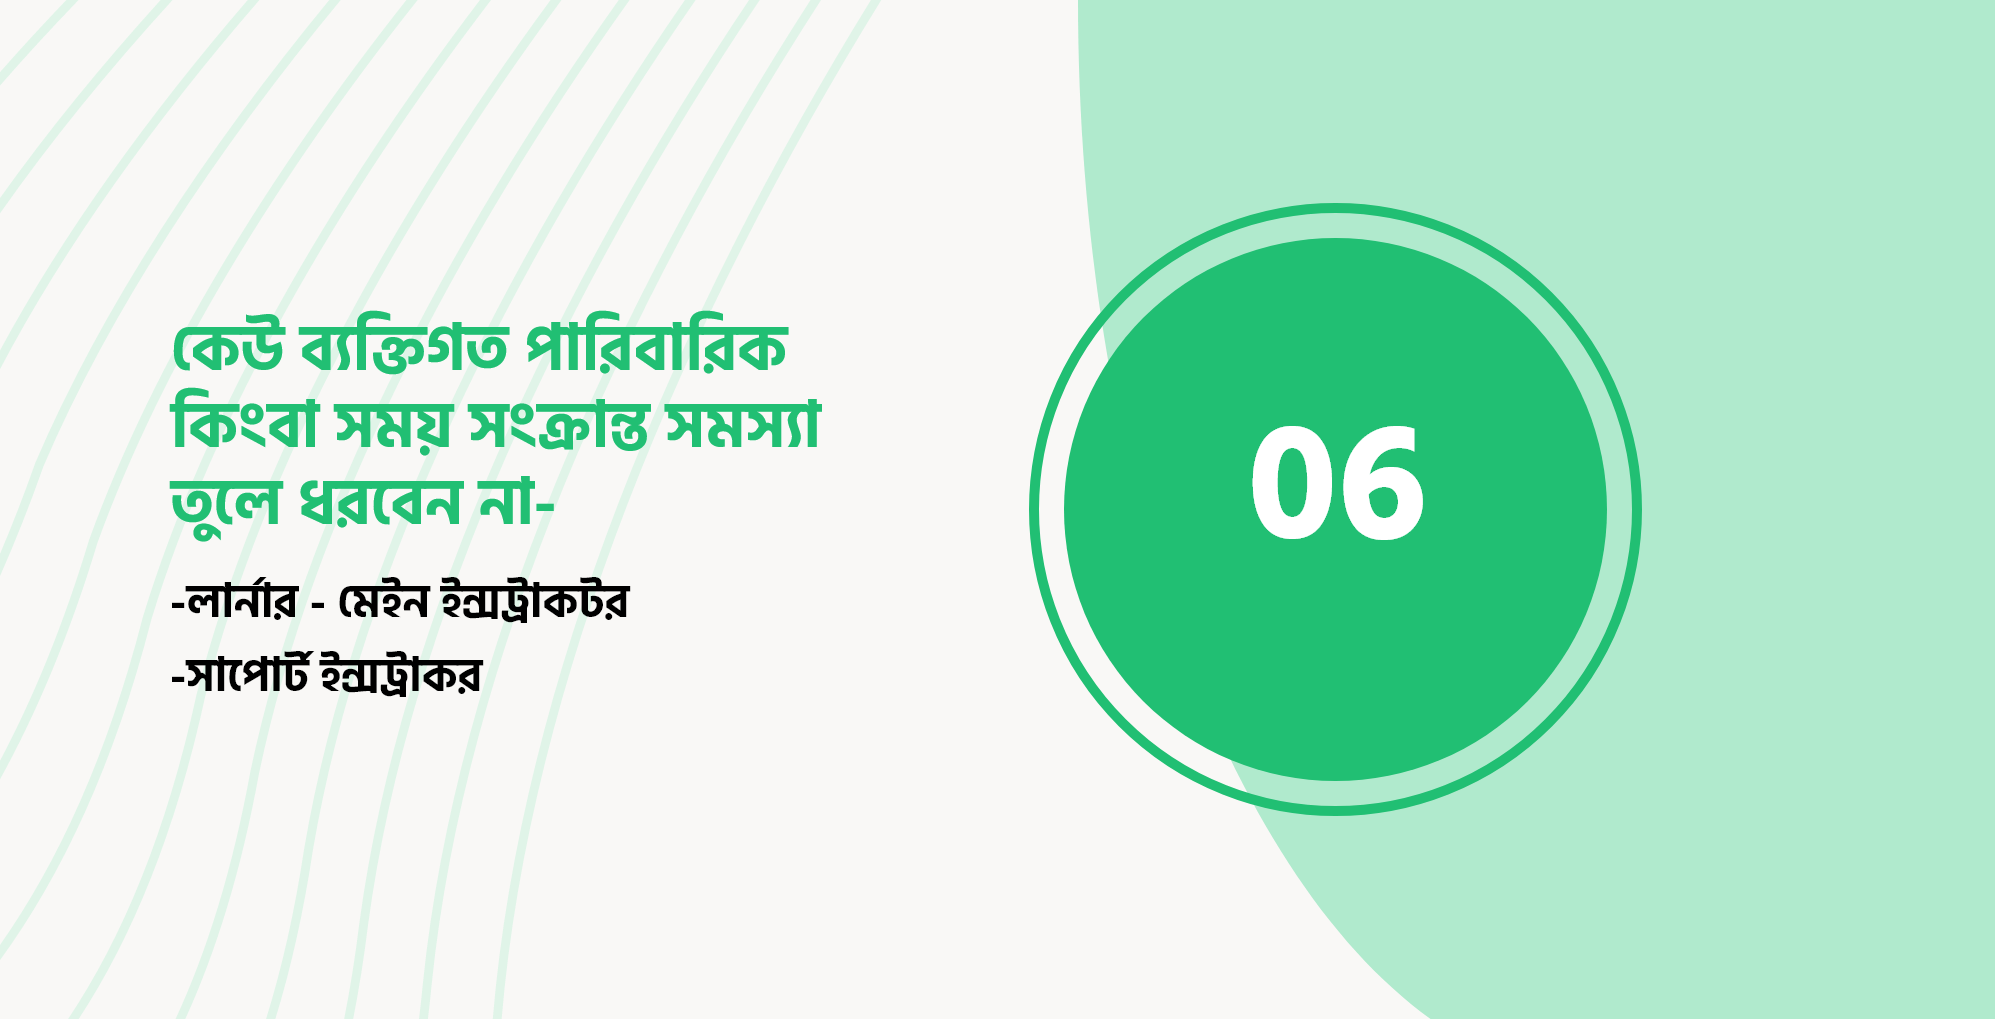 কেউ ব্যক্তিগত পারিবারিক
কিংবা সময় সংক্রান্ত সমস্যা
তুলে ধরবেন না-
-লার্নার - মেইন ইন্সট্রাকটর
-সাপোর্ট ইন্সট্রাকর
06